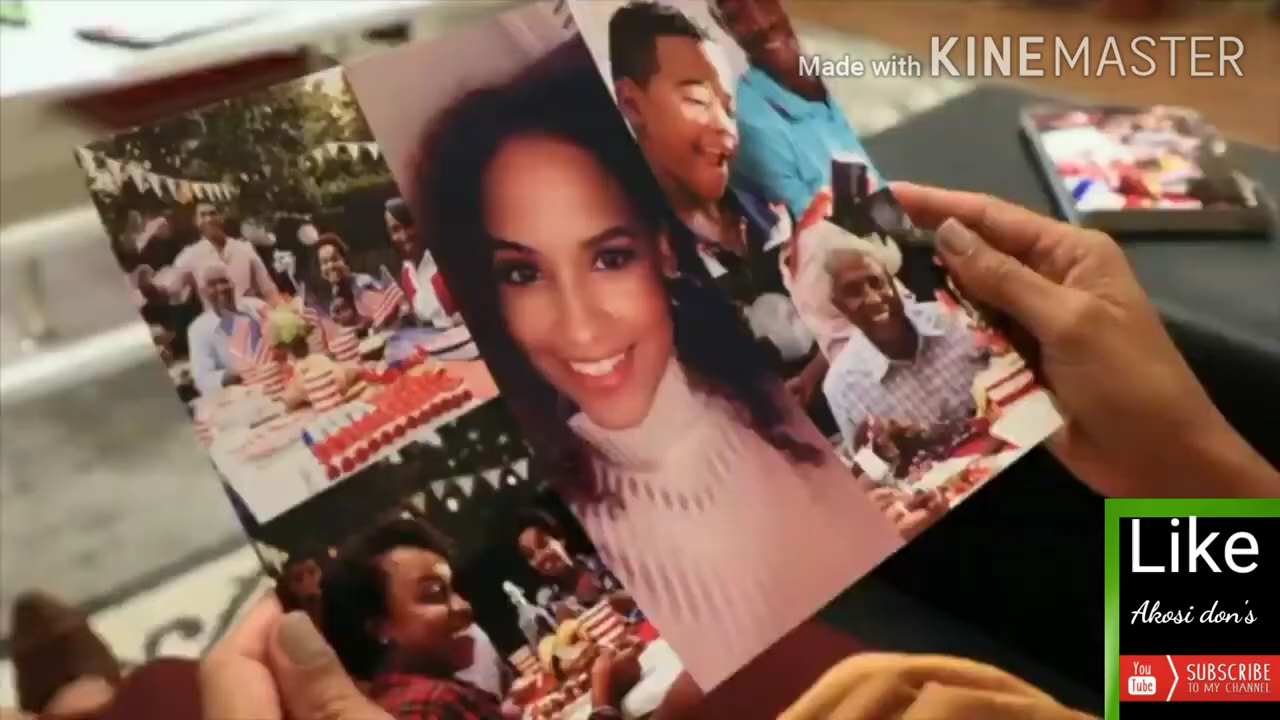 Made with KINEMASTER
Like
Akosi don's
You
Tube
SUBSCRIBE
TO MY CHANNEL